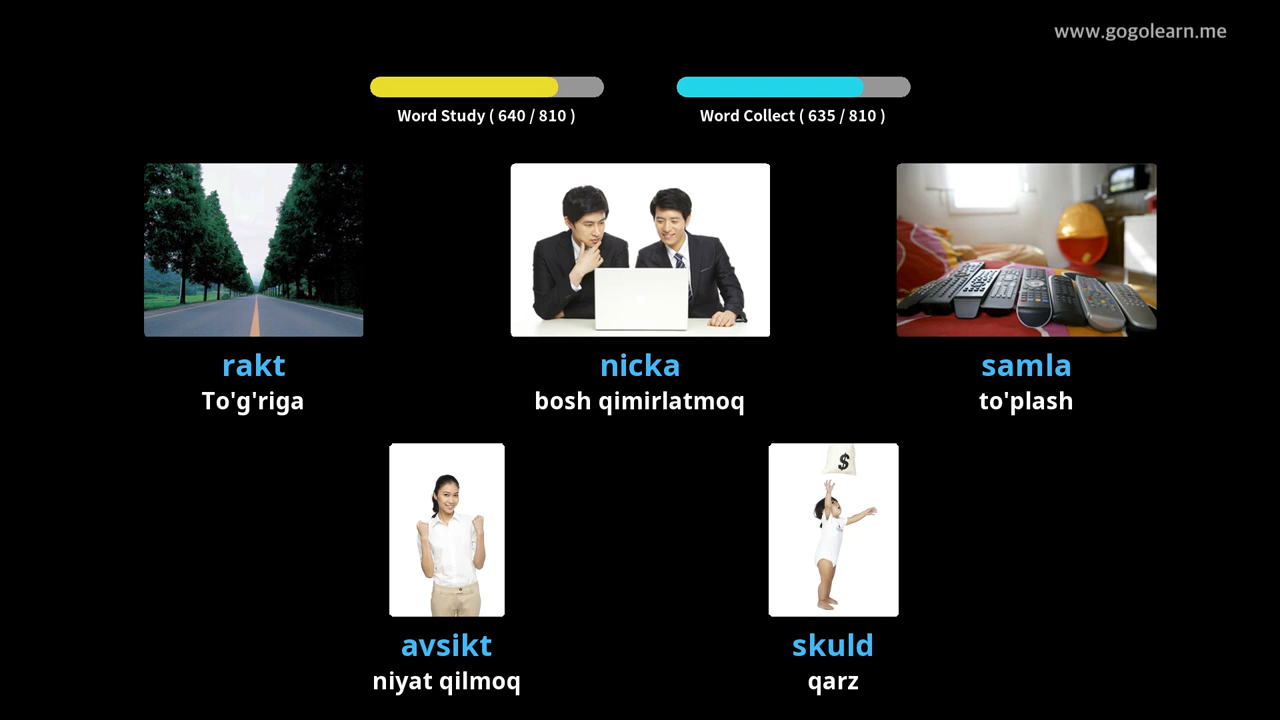 www.gogolearn.me
Word Study ( 640 / 810 )
Word Collect ( 635 / 810 )
rakt
To'g'riga
nicka
bosh qimirlatmoq
samla
to'plash
$
avsikt
niyat qilmoq
skuld
qarz